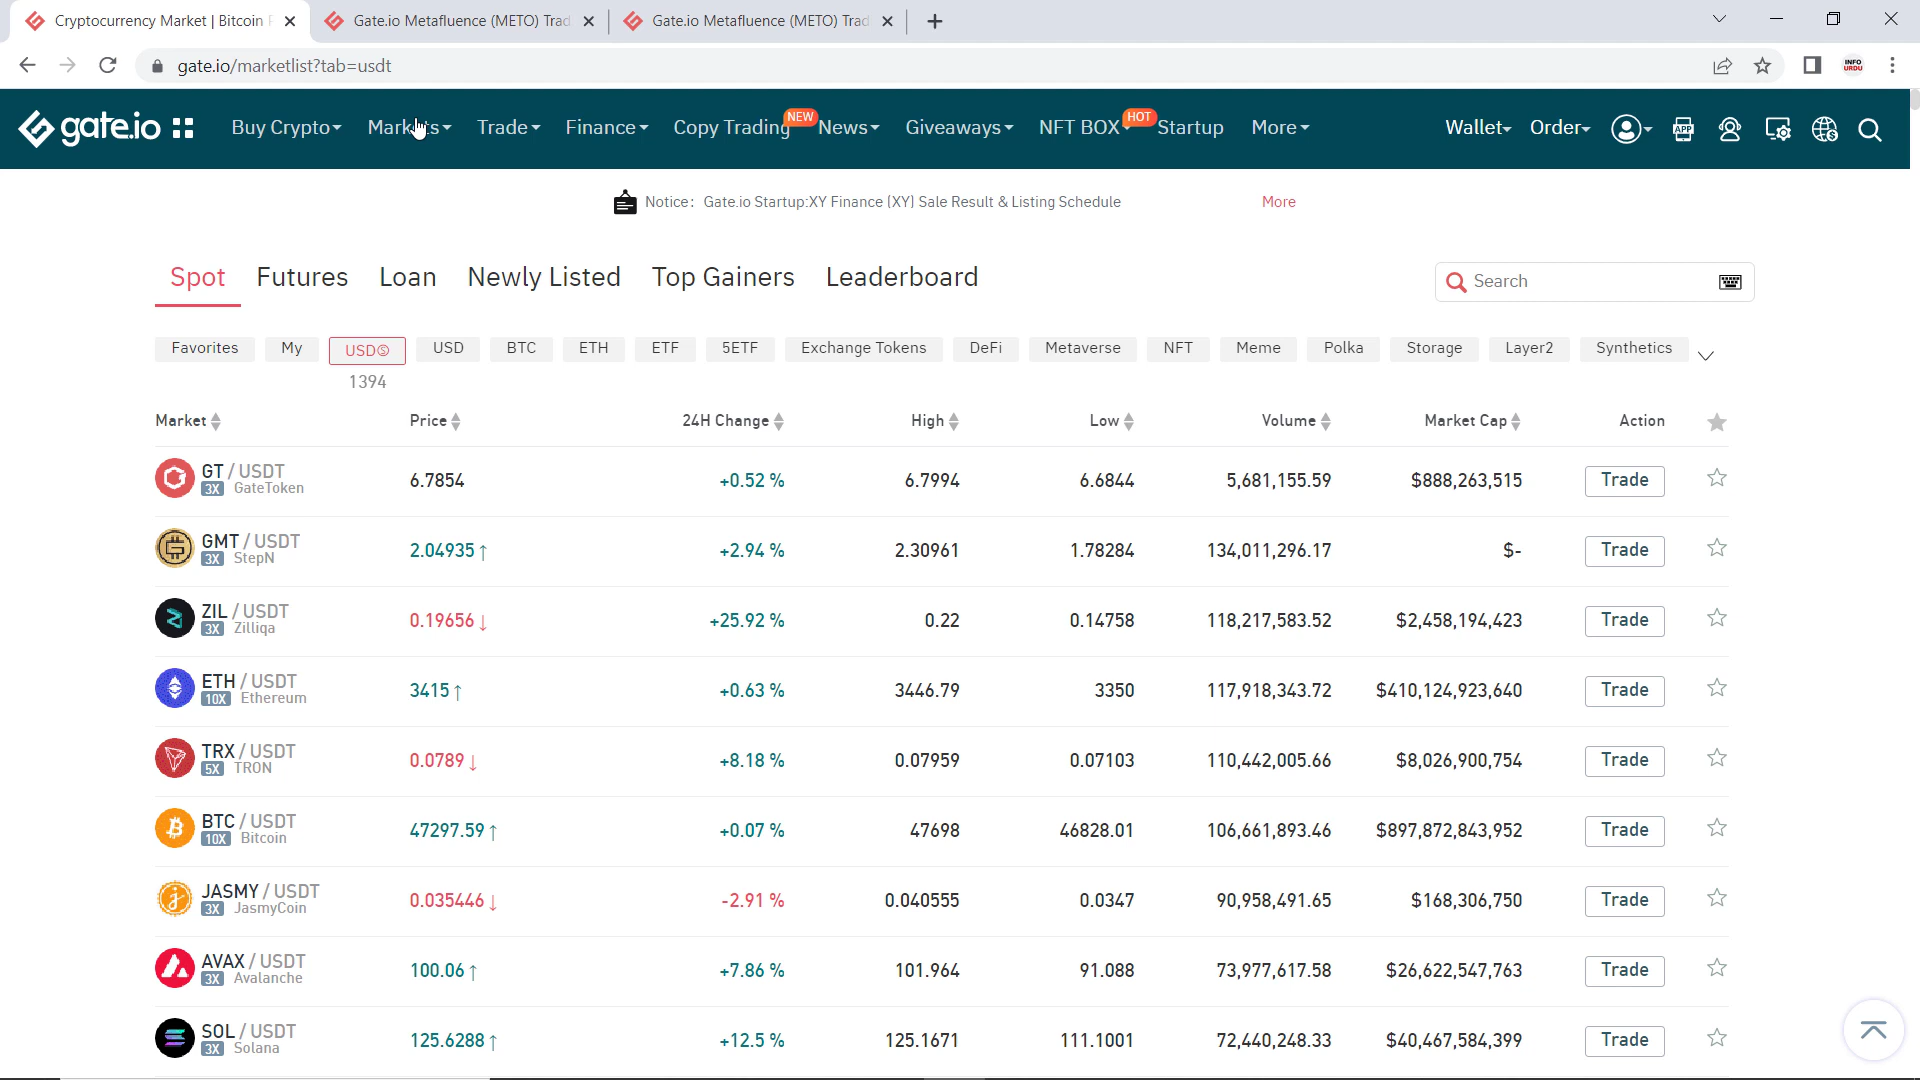 Cryptocurrency Market | Bitcoin P
Gate.io Metafluence (METO) Trad
Gate.io Metafluence (METO) Trad
gate.io/marketlist?tab=usdt
INFO
URDU
gate.io
Buy Crypto
Markets
Trade
Finance
Copy Trading
NEW
News
Giveaways
NFT BOX
HOT
Startup
More
Wallet
Order
APP
Notice: Gate.io Startup:XY Finance (XY) Sale Result & Listing Schedule
More
Spot Futures Loan Newly Listed Top Gainers Leaderboard
Search
Favorites My USDⓢ USD BTC ETH ETF 5ETF Exchange Tokens DeFi Metaverse NFT Meme Polka Storage Layer2 Synthetics
1394
Market Price 24H Change High Low Volume Market Cap Action
GT / USDT 6.7854 +0.52 % 6.7994 6.6844 5,681,155.59 $888,263,515 Trade
3X GateToken
GMT / USDT 2.04935↑ +2.94 % 2.30961 1.78284 134,011,296.17 $- Trade
3X StepN
ZIL / USDT 0.19656↓ +25.92 % 0.22 0.14758 118,217,583.52 $2,458,194,423 Trade
3X Zilliqa
ETH / USDT 3415↑ +0.63 % 3446.79 3350 117,918,343.72 $410,124,923,640 Trade
10X Ethereum
TRX / USDT 0.0789↓ +8.18 % 0.07959 0.07103 110,442,005.66 $8,026,900,754 Trade
5X TRON
BTC / USDT 47297.59↑ +0.07 % 47698 46828.01 106,661,893.46 $897,872,843,952 Trade
10X Bitcoin
JASMY / USDT 0.035446↓ -2.91 % 0.040555 0.0347 90,958,491.65 $168,306,750 Trade
3X JasmyCoin
AVAX / USDT 100.06↑ +7.86 % 101.964 91.088 73,977,617.58 $26,622,547,763 Trade
3X Avalanche
SOL / USDT 125.6288↑ +12.5 % 125.1671 111.1001 72,440,248.33 $40,467,584,399 Trade
3X Solana